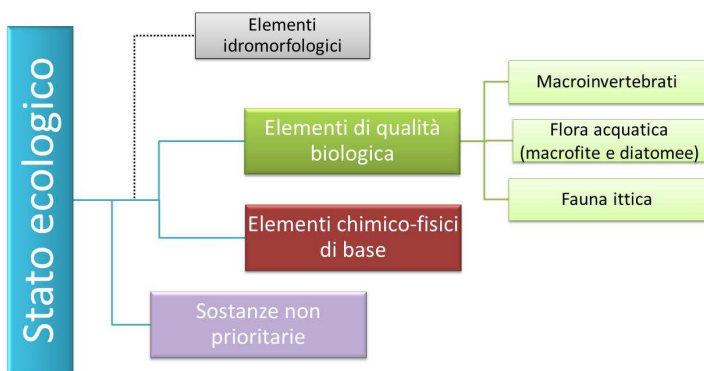 Stato ecologico
Elementi
idromorfologici
Elementi di qualità
biologica
Macroinvertebrati
Flora acquatica
(macrofite e diatomee)
Fauna ittica
Elementi chimico-fisici
di base
Sostanze non
prioritarie